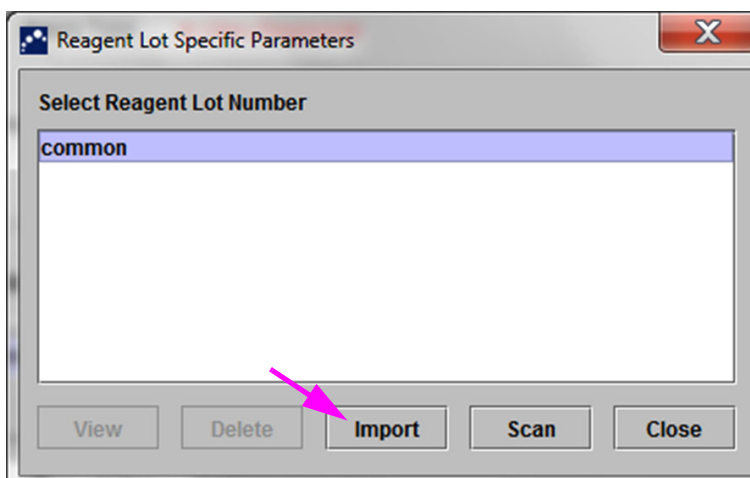 Reagent Lot Specific Parameters
Select Reagent Lot Number
common
View Delete Import Scan Close